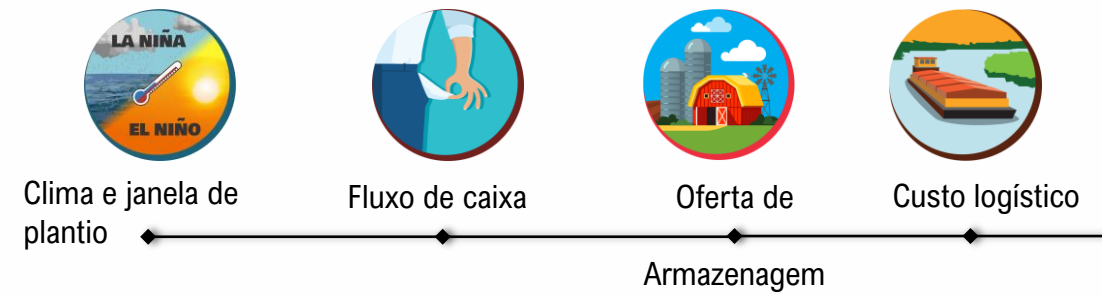 LA NIÑA
EL NIÑO
Clima e janela de
plantio
Fluxo de caixa
Oferta de
Armazenagem
Custo logístico